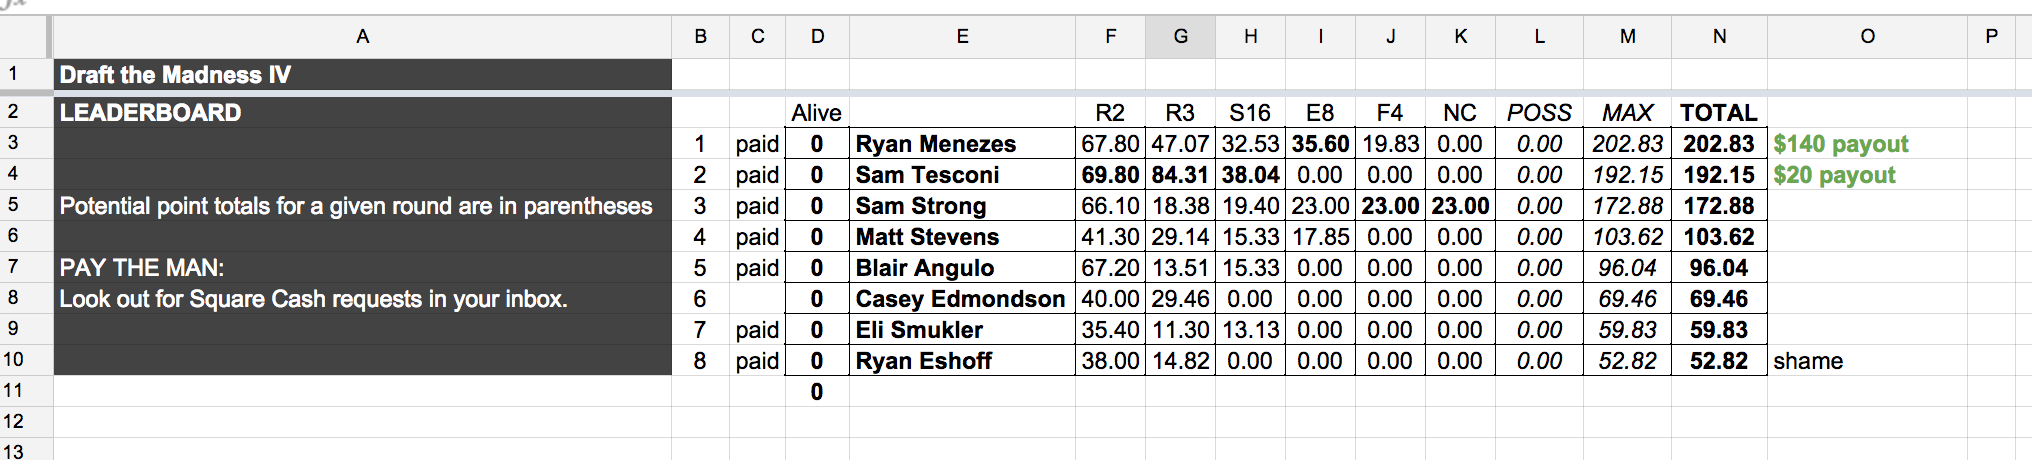 A B C D E F G H I J K L M N O P
1 Draft the Madness IV
2 LEADERBOARD Alive R2 R3 S16 E8 F4 NC POSS MAX TOTAL
3 1 paid 0 Ryan Menezes 67.80 47.07 32.53 35.60 19.83 0.00 0.00 202.83 202.83 $140 payout
4 2 paid 0 Sam Tesconi 69.80 84.31 38.04 0.00 0.00 0.00 0.00 192.15 192.15 $20 payout
5 Potential point totals for a given round are in parentheses 3 paid 0 Sam Strong 66.10 18.38 19.40 23.00 23.00 23.00 0.00 172.88 172.88
6 4 paid 0 Matt Stevens 41.30 29.14 15.33 17.85 0.00 0.00 0.00 103.62 103.62
7 PAY THE MAN: 5 paid 0 Blair Angulo 67.20 13.51 15.33 0.00 0.00 0.00 0.00 96.04 96.04
8 Look out for Square Cash requests in your inbox. 6 0 Casey Edmondson 40.00 29.46 0.00 0.00 0.00 0.00 0.00 69.46 69.46
9 7 paid 0 Eli Smukler 35.40 11.30 13.13 0.00 0.00 0.00 0.00 59.83 59.83
10 8 paid 0 Ryan Eshoff 38.00 14.82 0.00 0.00 0.00 0.00 0.00 52.82 52.82 shame
11 0
12
13